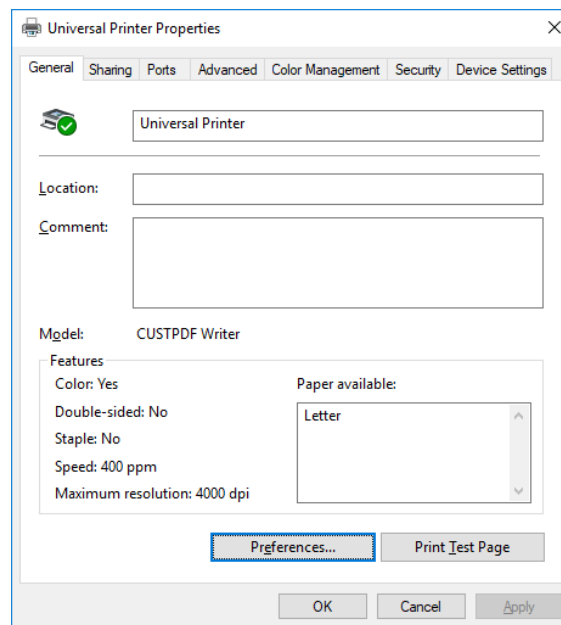 Universal Printer Properties
General Sharing Ports Advanced Color Management Security Device Settings
Universal Printer
Location:
Comment:
Model: CUSTPDF Writer
Features
Color: Yes
Paper available:
Double-sided: No
Letter
Staple: No
Speed: 400 ppm
Maximum resolution: 4000 dpi
Preferences... Print Test Page
OK Cancel Apply